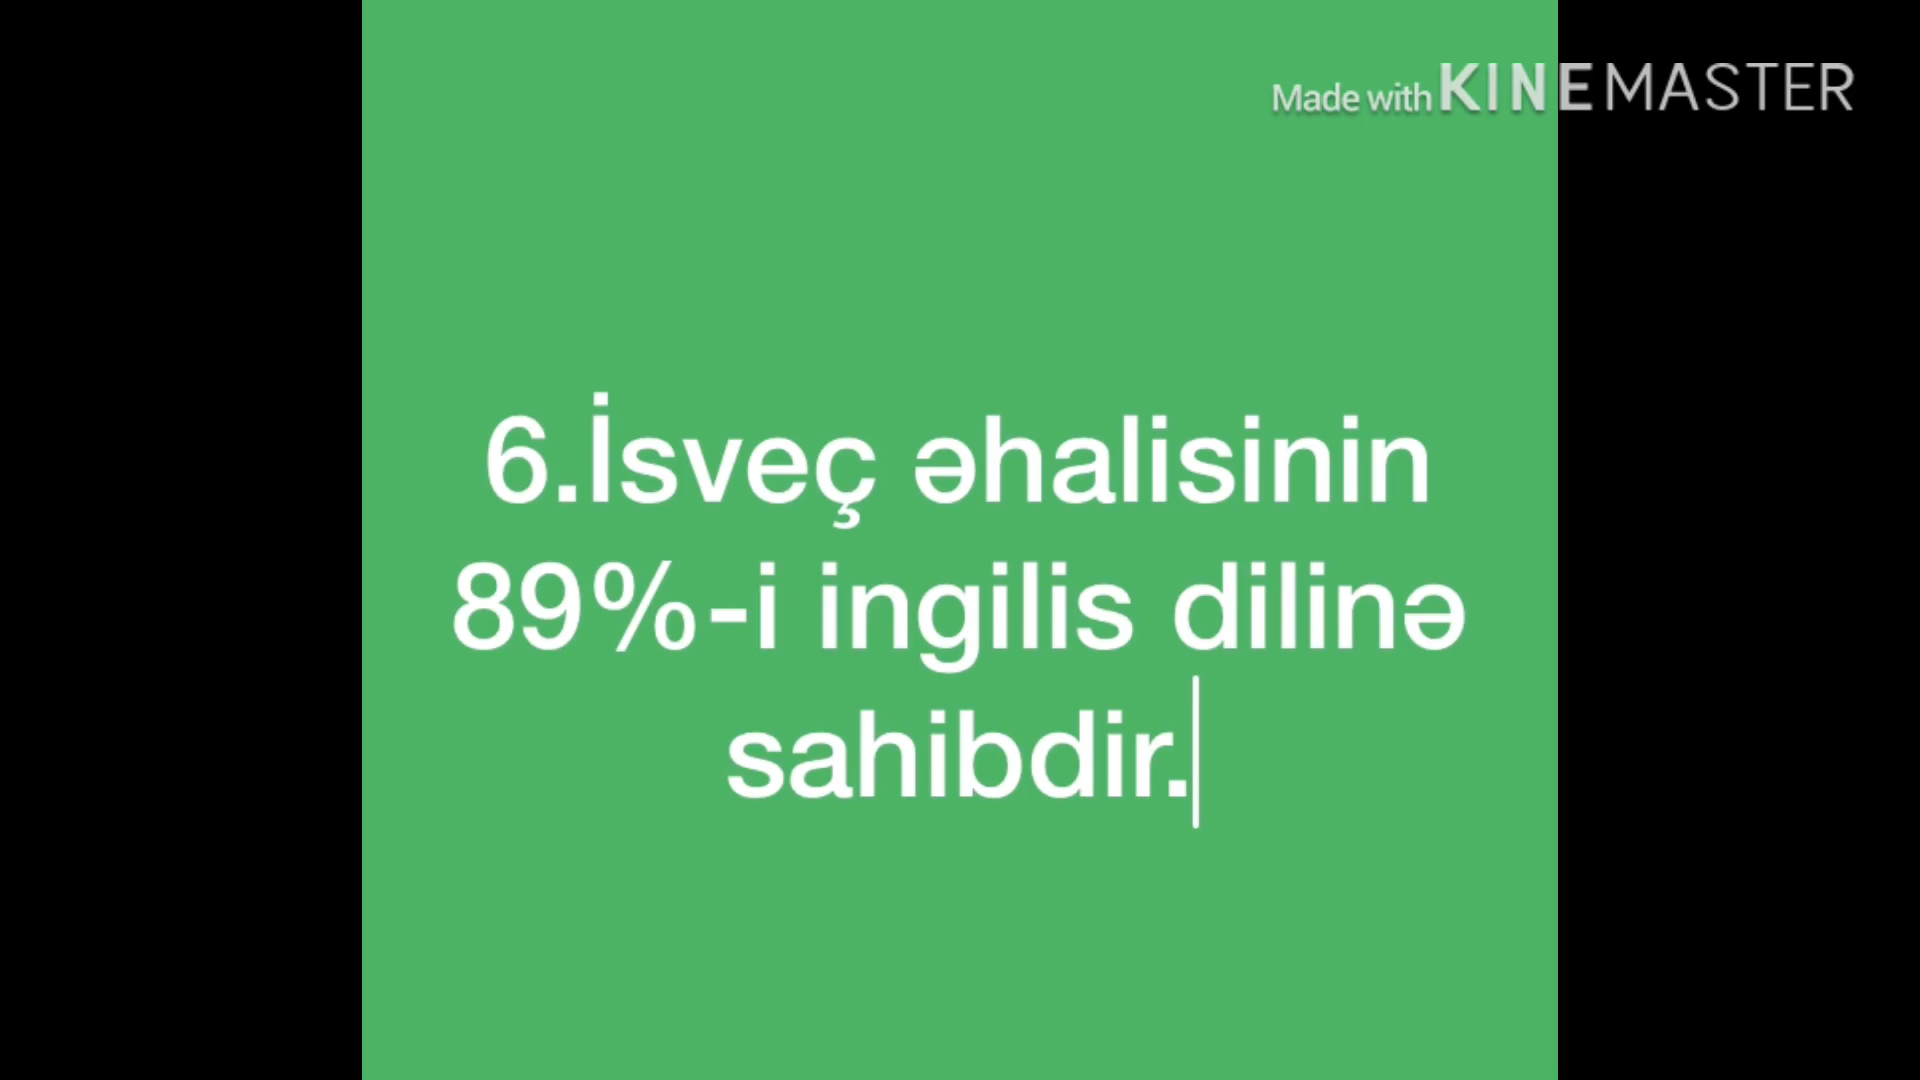 Made with KINEMASTER
6.İsveç əhalisinin
89%-i ingilis dilinə
sahibdir.